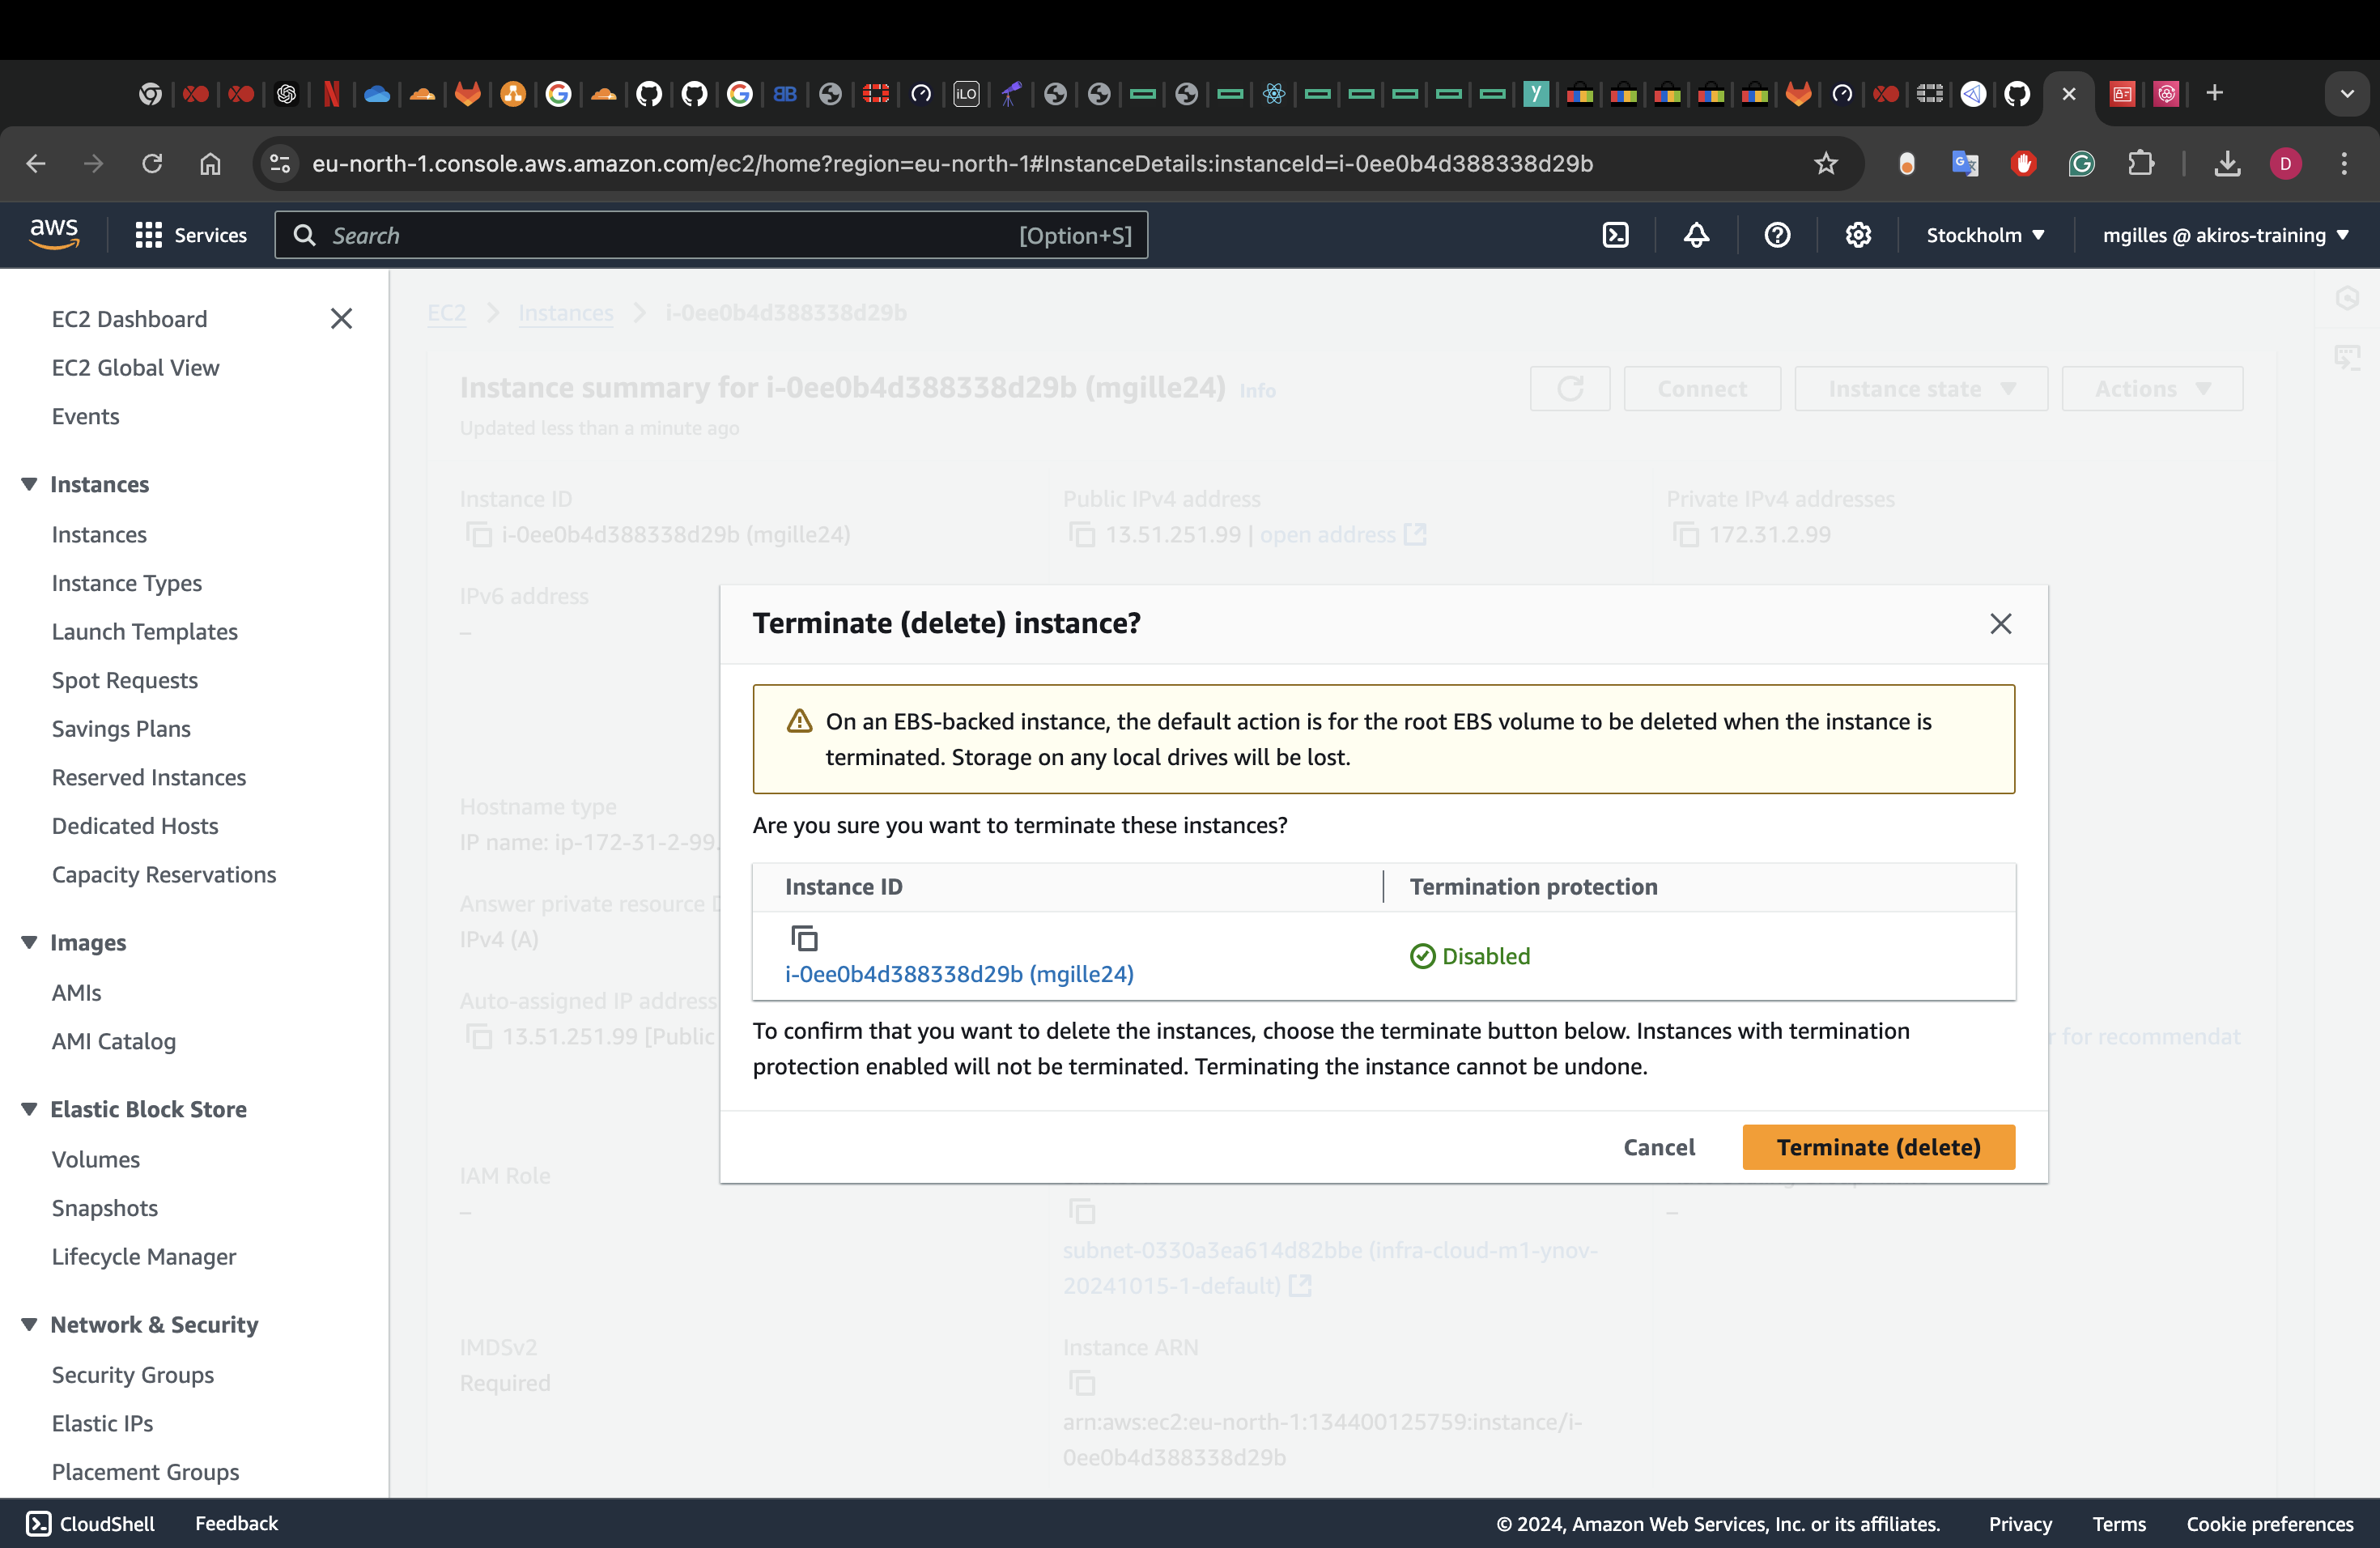 eu-north-1.console.aws.amazon.com/ec2/home?region=eu-north-1#InstanceDetails:instanceId=i-0ee0b4d388338d29b
D
aws
Services
Search
[Option+S]
Stockholm
mgilles @ akiros-training
EC2 Dashboard
EC2 Global View
Events
Instances
Instances
Instance Types
Launch Templates
Spot Requests
Savings Plans
Reserved Instances
Dedicated Hosts
Capacity Reservations
Images
AMIs
AMI Catalog
Elastic Block Store
Volumes
Snapshots
Lifecycle Manager
Network & Security
Security Groups
Elastic IPs
Placement Groups
EC2
Instances
i-0ee0b4d388338d29b
Instance summary for i-0ee0b4d388338d29b (mgille24) Info
Updated less than a minute ago
Connect
Instance state
Actions
Instance ID
i-0ee0b4d388338d29b (mgille24)
Public IPv4 address
13.51.251.99 | open address
Private IPv4 addresses
172.31.2.99
IPv6 address
–
Hostname type
IP name: ip-172-31-2-99.
Answer private resource
IPv4 (A)
Auto-assigned IP address
13.51.251.99 [Public
for recommendat
IAM Role
–
subnet-0330a3ea614d82bbe (infra-cloud-m1-ynov-
20241015-1-default)
–
IMDSv2
Required
Instance ARN
arn:aws:ec2:eu-north-1:134400125759:instance/i-
0ee0b4d388338d29b
Terminate (delete) instance?
On an EBS-backed instance, the default action is for the root EBS volume to be deleted when the instance is
terminated. Storage on any local drives will be lost.
Are you sure you want to terminate these instances?
Instance ID
Termination protection
i-0ee0b4d388338d29b (mgille24)
Disabled
To confirm that you want to delete the instances, choose the terminate button below. Instances with termination
protection enabled will not be terminated. Terminating the instance cannot be undone.
Cancel
Terminate (delete)
CloudShell
Feedback
© 2024, Amazon Web Services, Inc. or its affiliates.
Privacy
Terms
Cookie preferences